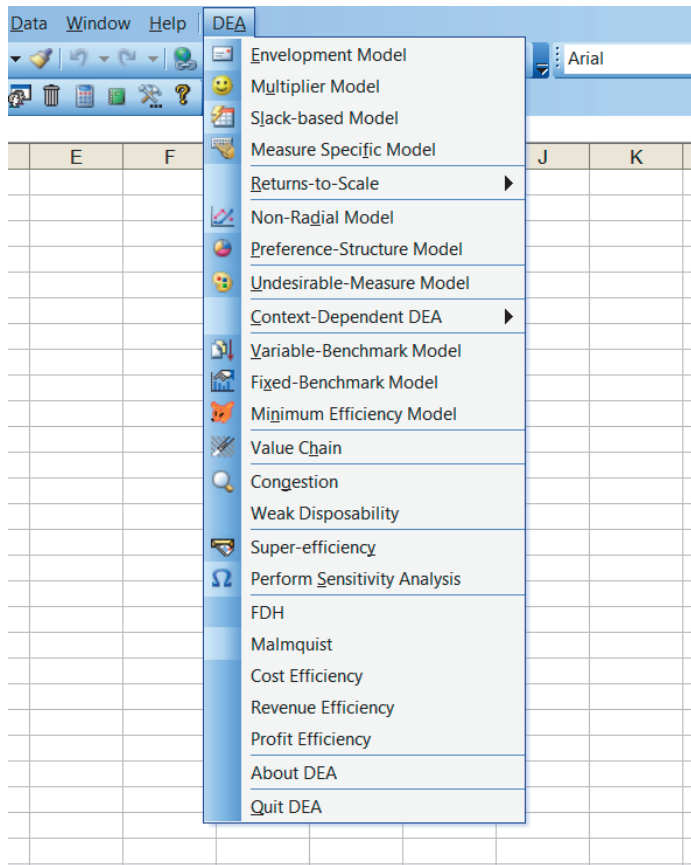 Data Window Help DEA
Arial
E F J K
Envelopment Model
Multiplier Model
Slack-based Model
Measure Specific Model
Returns-to-Scale
Non-Radial Model
Preference-Structure Model
Undesirable-Measure Model
Context-Dependent DEA
Variable-Benchmark Model
Fixed-Benchmark Model
Minimum Efficiency Model
Value Chain
Congestion
Weak Disposability
Super-efficiency
Perform Sensitivity Analysis
FDH
Malmquist
Cost Efficiency
Revenue Efficiency
Profit Efficiency
About DEA
Quit DEA